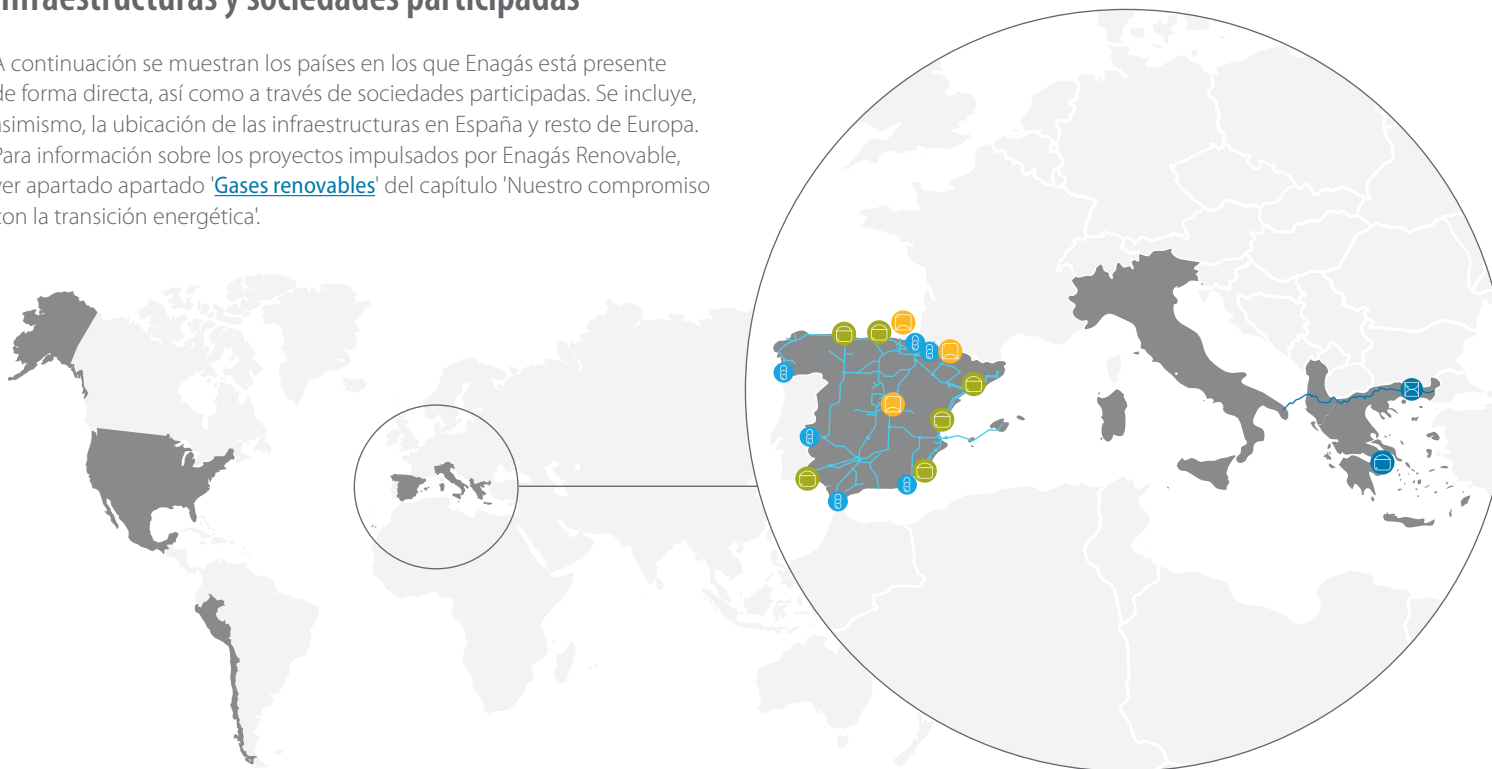 Infraestructuras y sociedades participadas
A continuación se muestran los países en los que Enagás está presente
de forma directa, así como a través de sociedades participadas. Se incluye,
asimismo, la ubicación de las infraestructuras en España y resto de Europa.
Para información sobre los proyectos impulsados por Enagás Renovable,
ver apartado apartado 'Gases renovables' del capítulo 'Nuestro compromiso
con la transición energética'.